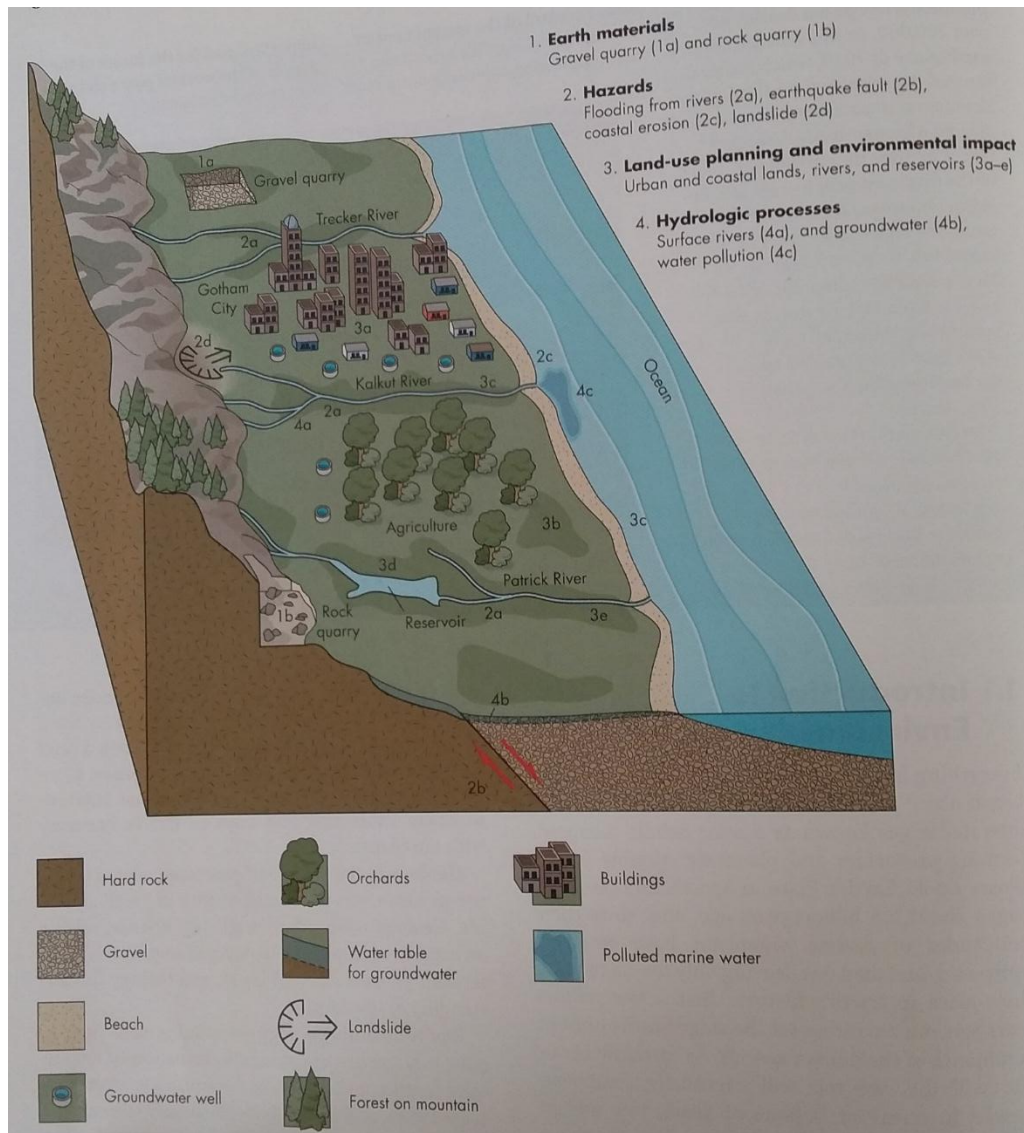 1. Earth materials
Gravel quarry (1a) and rock quarry (1b)
2. Hazards
Flooding from rivers (2a), earthquake fault (2b),
coastal erosion (2c), landslide (2d)
3. Land-use planning and environmental impact
Urban and coastal lands, rivers, and reservoirs (3a–e)
4. Hydrologic processes
Surface rivers (4a), and groundwater (4b),
water pollution (4c)
1a
Gravel quarry
Trecker River
2a
Gotham
City
3a
2d
2c
Kalkut River
3c
4c
Ocean
2a
4a
Agriculture
3b
3c
3d
Patrick River
1b
Rock
quarry
Reservoir
2a
3e
4b
2b
Hard rock
Orchards
Buildings
Gravel
Water table
for groundwater
Polluted marine water
Beach
Landslide
Groundwater well
Forest on mountain